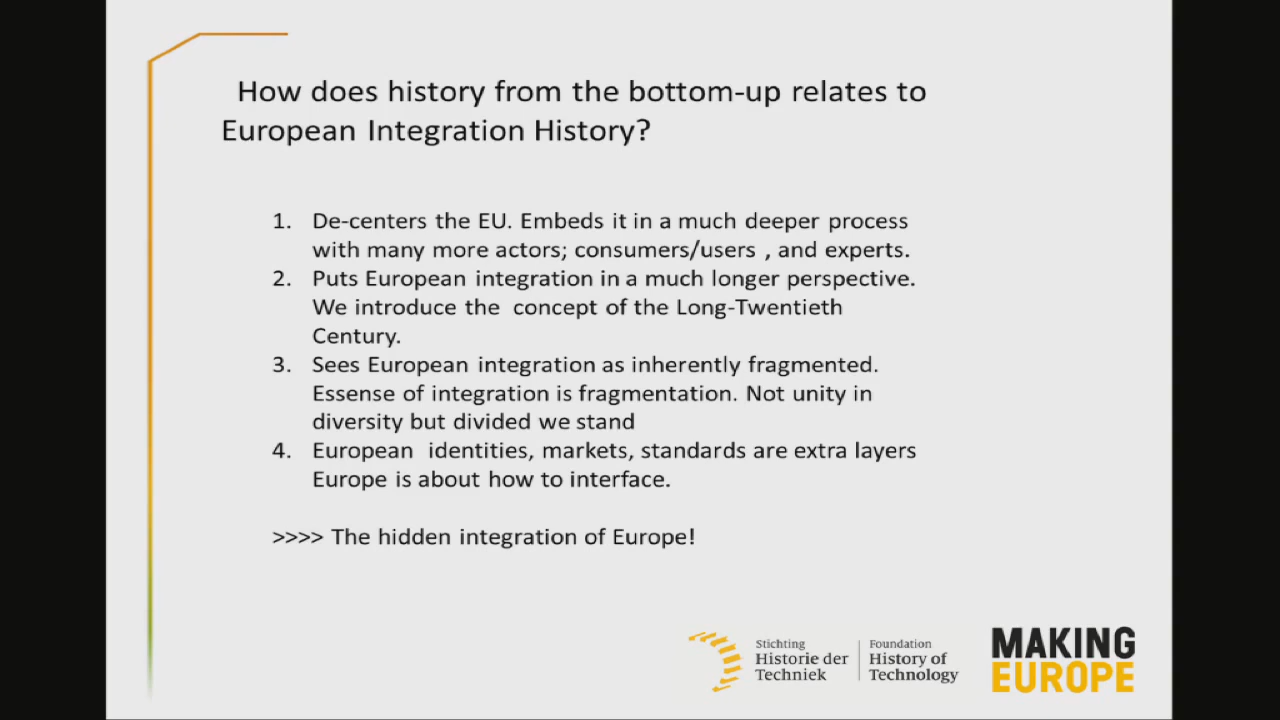 How does history from the bottom-up relates to
European Integration History?
1. De-centers the EU. Embeds it in a much deeper process
with many more actors; consumers/users , and experts.
2. Puts European integration in a much longer perspective.
We introduce the concept of the Long-Twentieth
Century.
3. Sees European integration as inherently fragmented.
Essense of integration is fragmentation. Not unity in
diversity but divided we stand
4. European identities, markets, standards are extra layers
Europe is about how to interface.
>>>> The hidden integration of Europe!
Stichting
Historie der
Techniek
Foundation
History of
Technology
MAKING
EUROPE